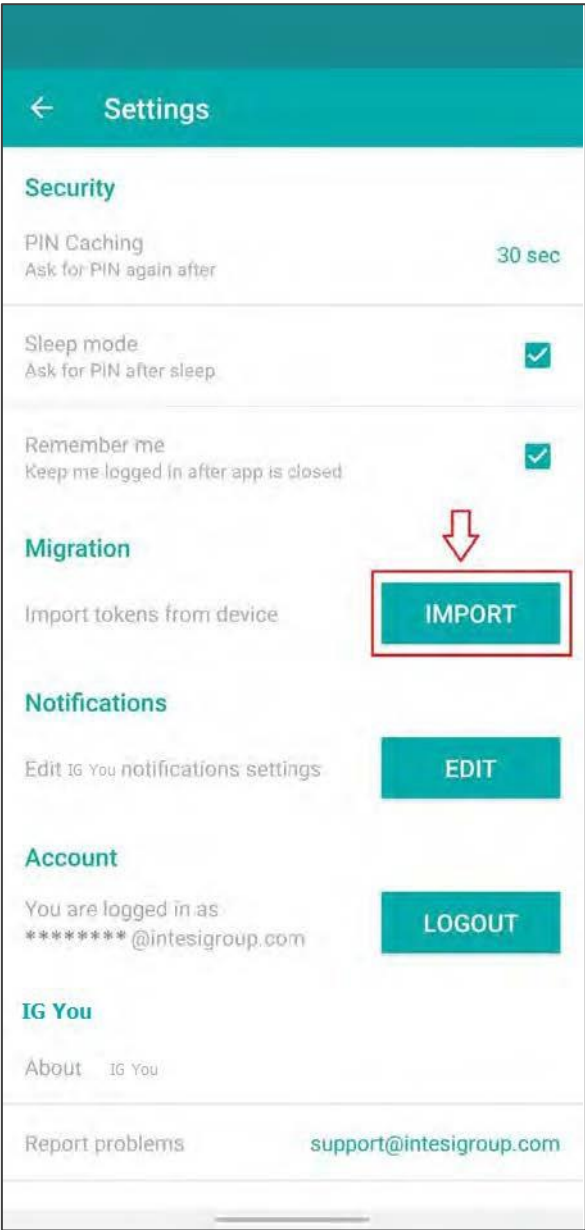 Settings
Security
PIN Caching
Ask for PIN again after
30 sec
Sleep mode
Ask for PIN after sleep
Remember me
Keep me logged in after app is closed
Migration
Import tokens from device
IMPORT
Notifications
Edit IG You notifications settings
EDIT
Account
You are logged in as
********@intesigroup.com
LOGOUT
IG You
About IG You
Report problems
support@intesigroup.com